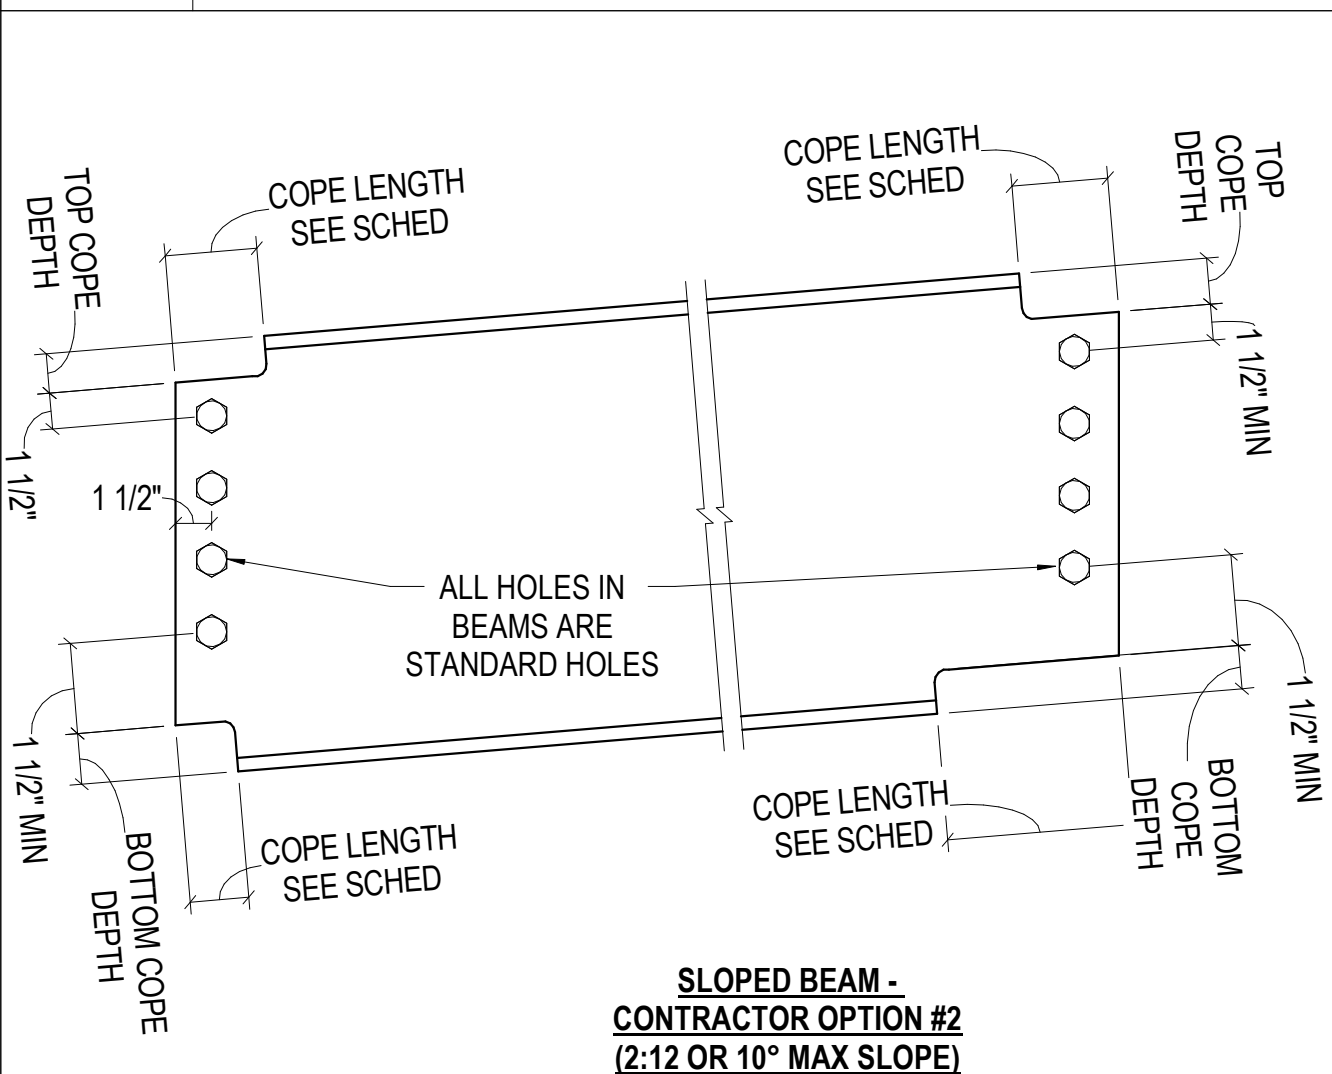 COPE LENGTH
SEE SCHED
TOP
COPE
DEPTH
COPE LENGTH
SEE SCHED
TOP COPE
DEPTH
1 1/2" MIN
1 1/2"
1 1/2"
ALL HOLES IN
BEAMS ARE
STANDARD HOLES
1 1/2" MIN
1 1/2" MIN
COPE LENGTH
SEE SCHED
BOTTOM
COPE
DEPTH
COPE LENGTH
SEE SCHED
BOTTOM COPE
DEPTH
SLOPED BEAM -
CONTRACTOR OPTION #2
(2:12 OR 10° MAX SLOPE)